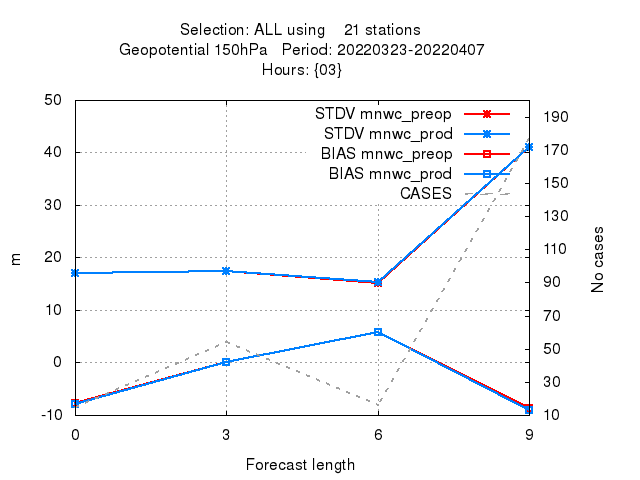 Selection: ALL using    21 stations
Geopotential 150hPa   Period: 20220323-20220407
Hours: {03}
50
40
30
20
10
0
-10
m
STDV mnwc_preop
STDV mnwc_prod
BIAS mnwc_preop
BIAS mnwc_prod
CASES
190
170
150
130
110
90
70
50
30
10
No cases
0
3
6
9
Forecast length